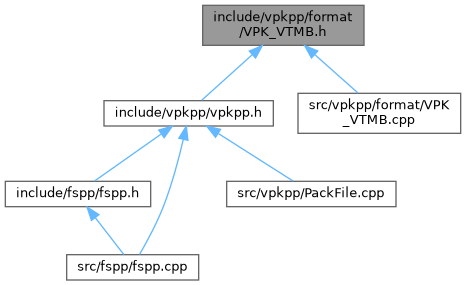 include/vpkpp/format
/VPK_VTMB.h
include/vpkpp/vpkpp.h
src/vpkpp/format/VPK
_VTMB.cpp
include/fspp/fspp.h
src/vpkpp/PackFile.cpp
src/fspp/fspp.cpp